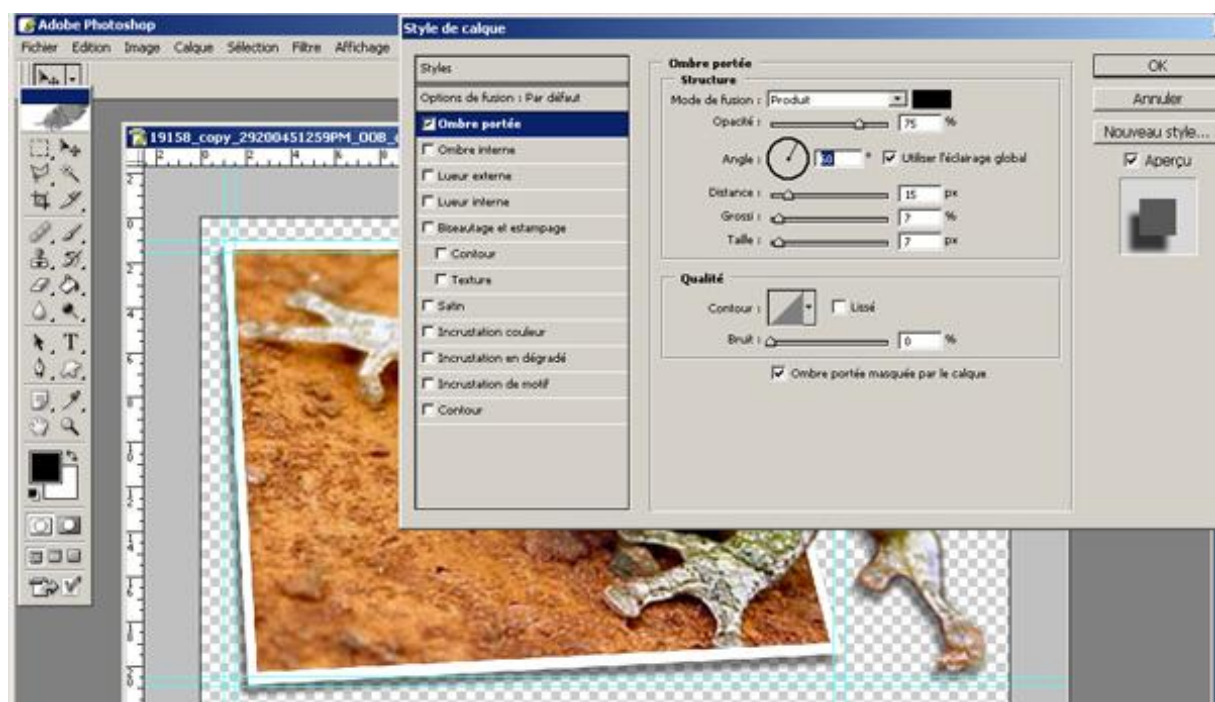 Adobe Photoshop
Fichier Edition Image Calque Sélection Filtre Affichage
19158_copy_29200451259PM_OOB_
Style de calque
Styles
Options de fusion : Par défaut
Ombre portée
Ombre interne
Lueur externe
Lueur interne
Biseautage et estampage
Contour
Texture
Satin
Incrustation couleur
Incrustation en dégradé
Incrustation de motif
Contour
Ombre portée
Structure
Mode de fusion : Produit
Opacité : 75 %
Angle : 60 ° Utiliser l'éclairage global
Distance : 15 px
Grossi : 7 %
Taille : 7 px
Qualité
Contour : Lissé
Bruit : 0 %
Ombre portée masquée par le calque
OK
Annuler
Nouveau style...
Aperçu